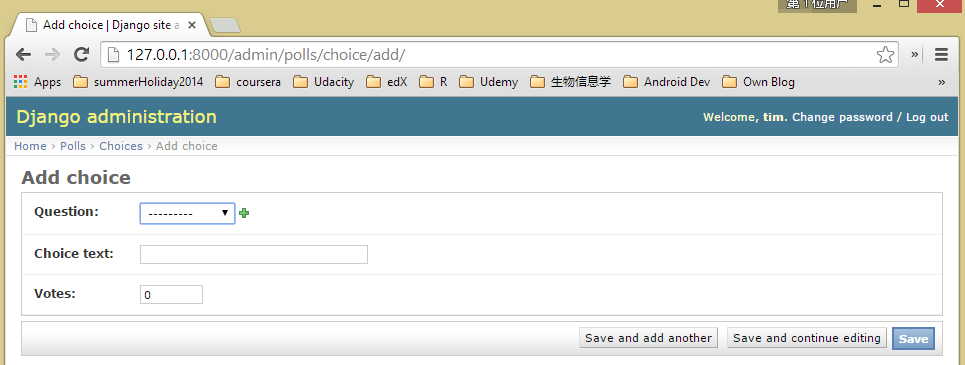 第1位用户
Add choice | Django site a
127.0.0.1:8000/admin/polls/choice/add/
Apps summerHoliday2014 coursera Udacity edX R Udemy 生物信息学 Android Dev Own Blog »
Django administration
Welcome, tim. Change password / Log out
Home › Polls › Choices › Add choice
Add choice
Question: ---------
Choice text:
Votes: 0
Save and add another Save and continue editing Save